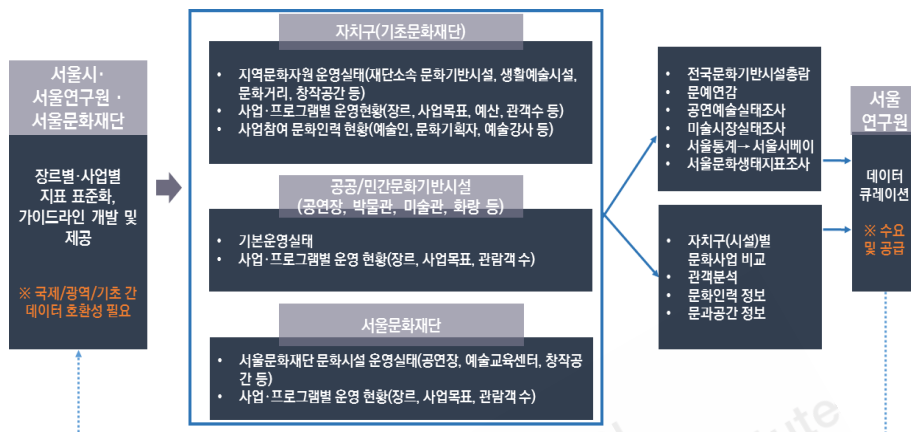 서울시·
서울연구원·
서울문화재단
장르별·사업별
지표 표준화,
가이드라인 개발 및
제공
※ 국제/광역/기초 간
데이터 호환성 필요
자치구(기초문화재단)
• 지역문화자원 운영실태(재단소속 문화기반시설, 생활예술시설,
문화거리, 창작공간 등)
• 사업·프로그램별 운영현황(장르, 사업목표, 예산, 관객수 등)
• 사업참여 문화인력 현황(예술인, 문화기획자, 예술강사 등)
공공/민간문화기반시설
(공연장, 박물관, 미술관, 화랑 등)
• 기본운영실태
• 사업·프로그램별 운영 현황(장르, 사업목표, 관람객 수)
서울문화재단
• 서울문화재단 문화시설 운영실태(공연장, 예술교육센터, 창작공
간 등)
• 사업·프로그램별 운영 현황(장르, 사업목표, 관람객 수)
• 전국문화기반시설총람
• 문예연감
• 공연예술실태조사
• 미술시장실태조사
• 서울통계→ 서울서베이
• 서울문화생태지표조사
• 자치구(시설)별
문화사업 비교
• 관객분석
• 문화인력 정보
• 문과공간 정보
서울
연구원
데이터
큐레이션
※ 수요
및 공급